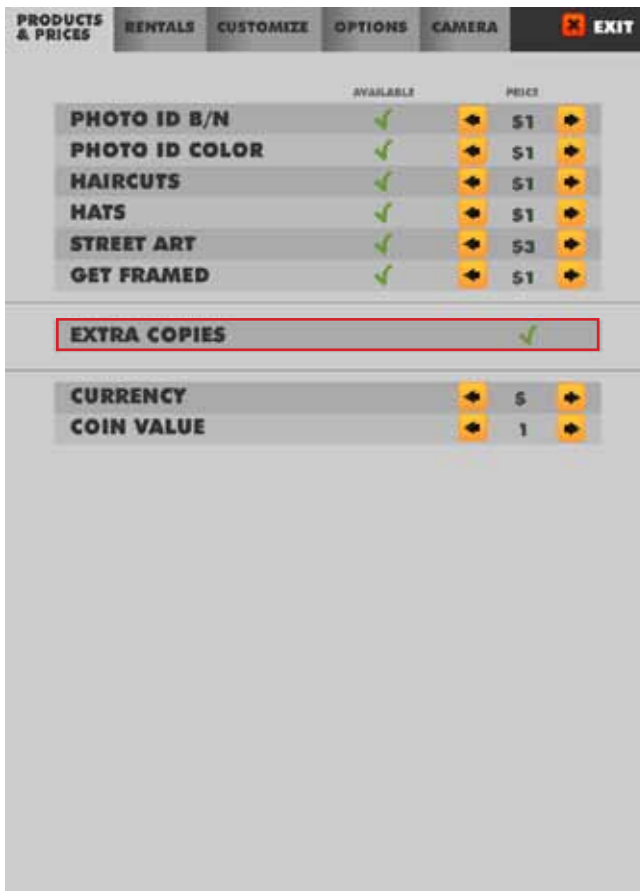 PRODUCTS & PRICES RENTALS CUSTOMIZE OPTIONS CAMERA X EXIT
AVAILABLE PRICE
PHOTO ID B/N $1
PHOTO ID COLOR $1
HAIRCUTS $1
HATS $1
STREET ART $3
GET FRAMED $1
EXTRA COPIES
CURRENCY $
COIN VALUE 1